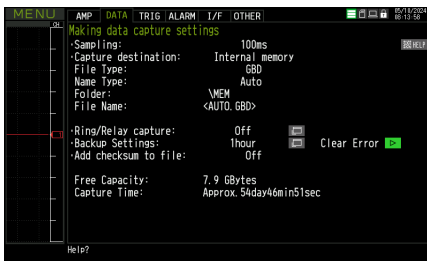 MENU AMP DATA TRIG ALARM I/F OTHER 05/18/2024
08-13-58
CH
Making data capture settings
HELP
·Sampling: 100ms
·Capture destination: Internal memory
File Type: GBD
Name Type: Auto
Folder: \MEM
File Name: <AUTO.GBD>
·Ring/Relay capture: Off
·Backup Settings: 1hour Clear Error
·Add checksum to file: Off
Free Capacity: 7.9 GBytes
Capture Time: Approx.54day46min51sec
Help?